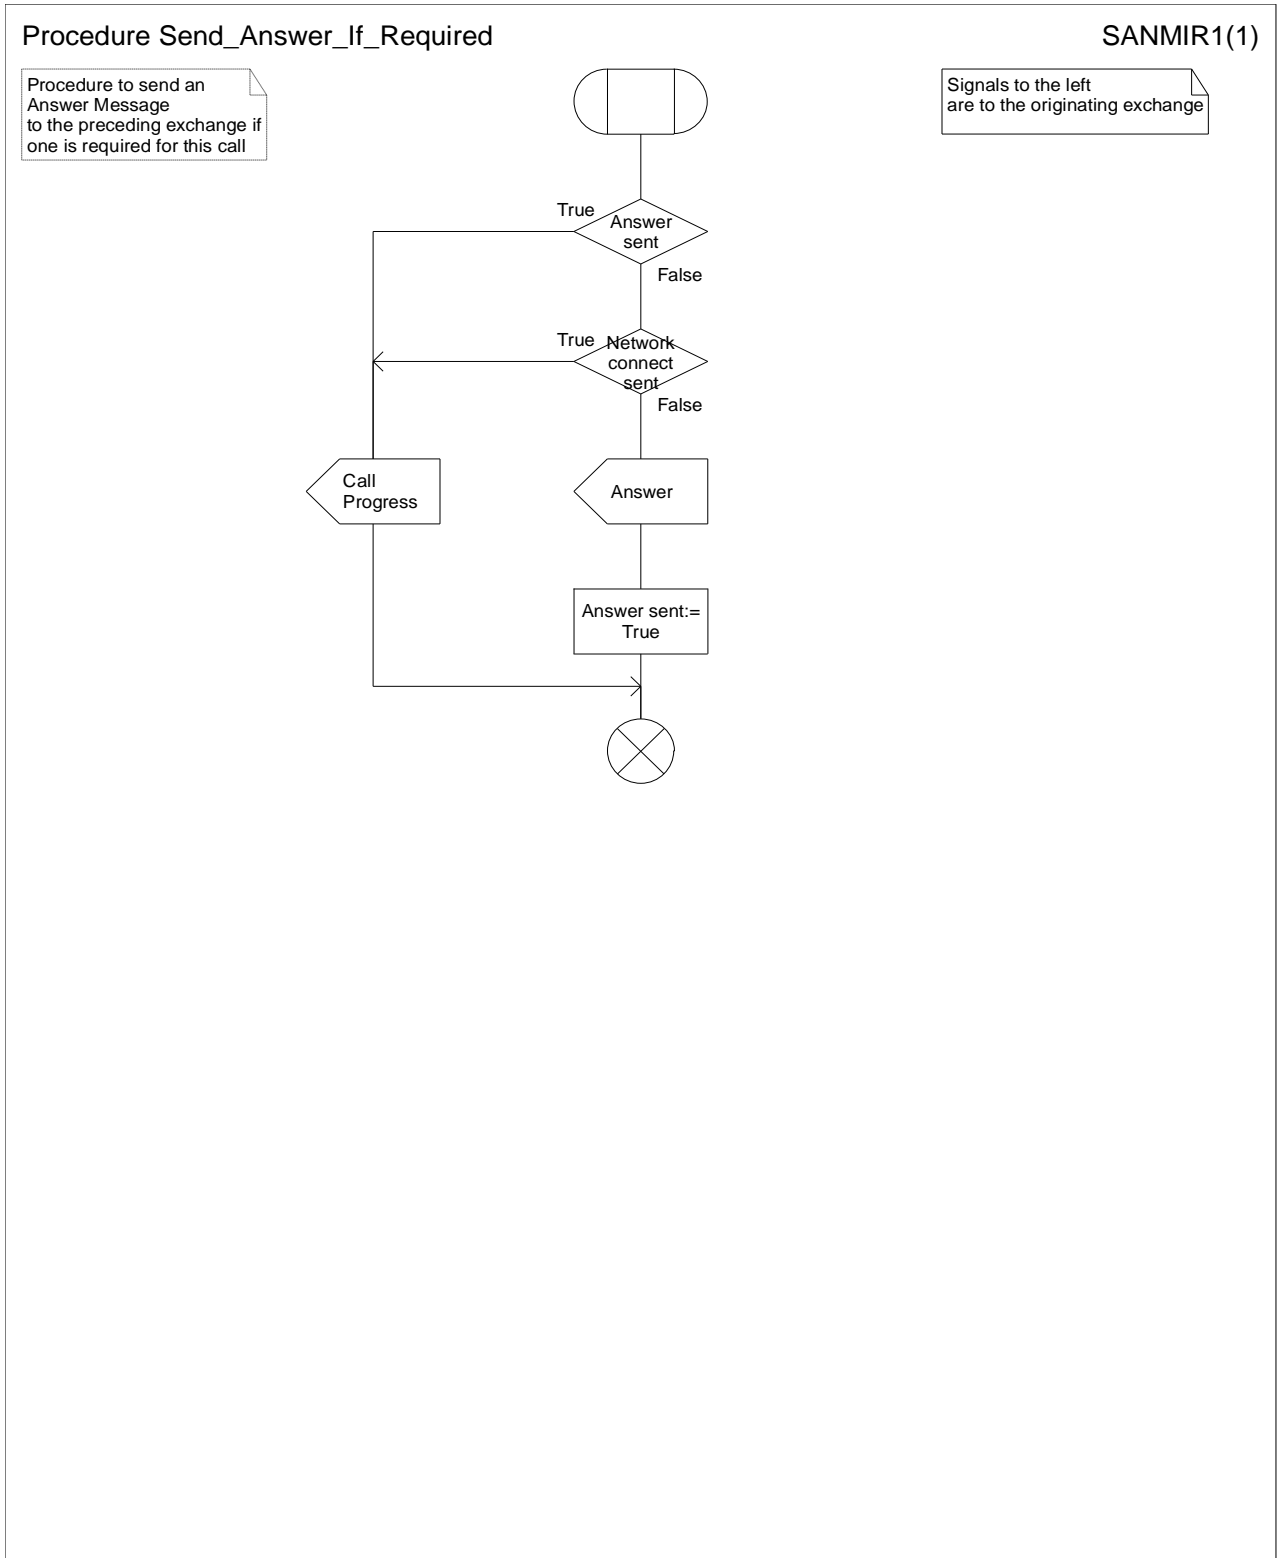 Procedure Send_Answer_If_Required
SANMIR1(1)
Procedure to send an
Answer Message
to the preceding exchange if
one is required for this call
Signals to the left
are to the originating exchange
True
Answer
sent
False
True
Network
connect
sent
False
Call
Progress
Answer
Answer sent:=
True